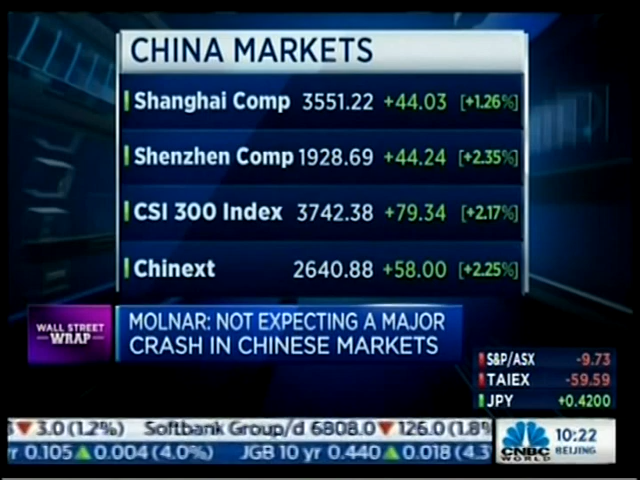 CHINA MARKETS
Shanghai Comp 3551.22 +44.03 [+1.26%]
Shenzhen Comp 1928.69 +44.24 [+2.35%]
CSI 300 Index 3742.38 +79.34 [+2.17%]
Chinext 2640.88 +58.00 [+2.25%]
WALL STREET
WRAP
MOLNAR: NOT EXPECTING A MAJOR
CRASH IN CHINESE MARKETS
S&P/ASX -9.73
TAIEX -59.59
JPY +0.4200
▼3.0(1.2%) Softbank Group/d 6808.0▼126.0(1.8%
yr 0.105▲0.004(4.0%) JGB 10 yr 0.440▲0.018(4.3
CNBC
WORLD
10:22
BEIJING